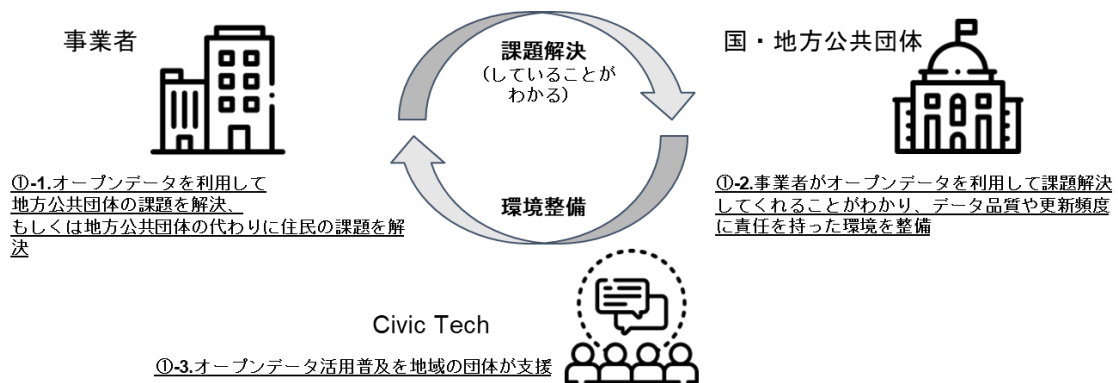 事業者
課題解決
(していることが
わかる)
国・地方公共団体
①-1.オープンデータを利用して
地方公共団体の課題を解決、
もしくは地方公共団体の代わりに住民の課題を解
決
①-2.事業者がオープンデータを利用して課題解決
してくれることがわかり、データ品質や更新頻度
に責任を持った環境を整備
環境整備
Civic Tech
①-3.オープンデータ活用普及を地域の団体が支援